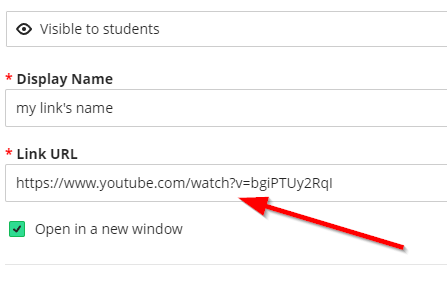 Visible to students
* Display Name
my link's name
* Link URL
https://www.youtube.com/watch?v=bgiPTUy2RqI
Open in a new window